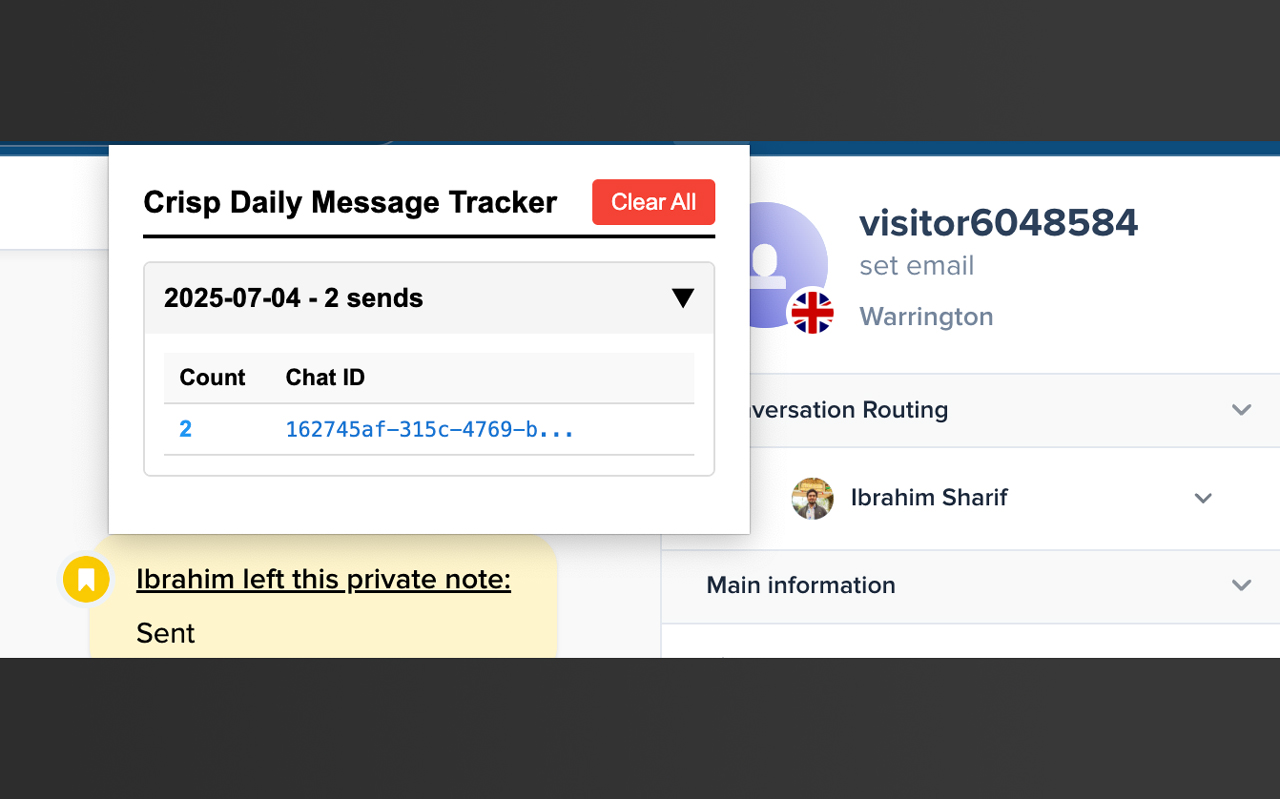 Crisp Daily Message Tracker
Clear All
2025-07-04 - 2 sends
Count Chat ID
2 162745af-315c-4769-b...
Ibrahim left this private note:
Sent
visitor6048584
set email
Warrington
versation Routing
Ibrahim Sharif
Main information